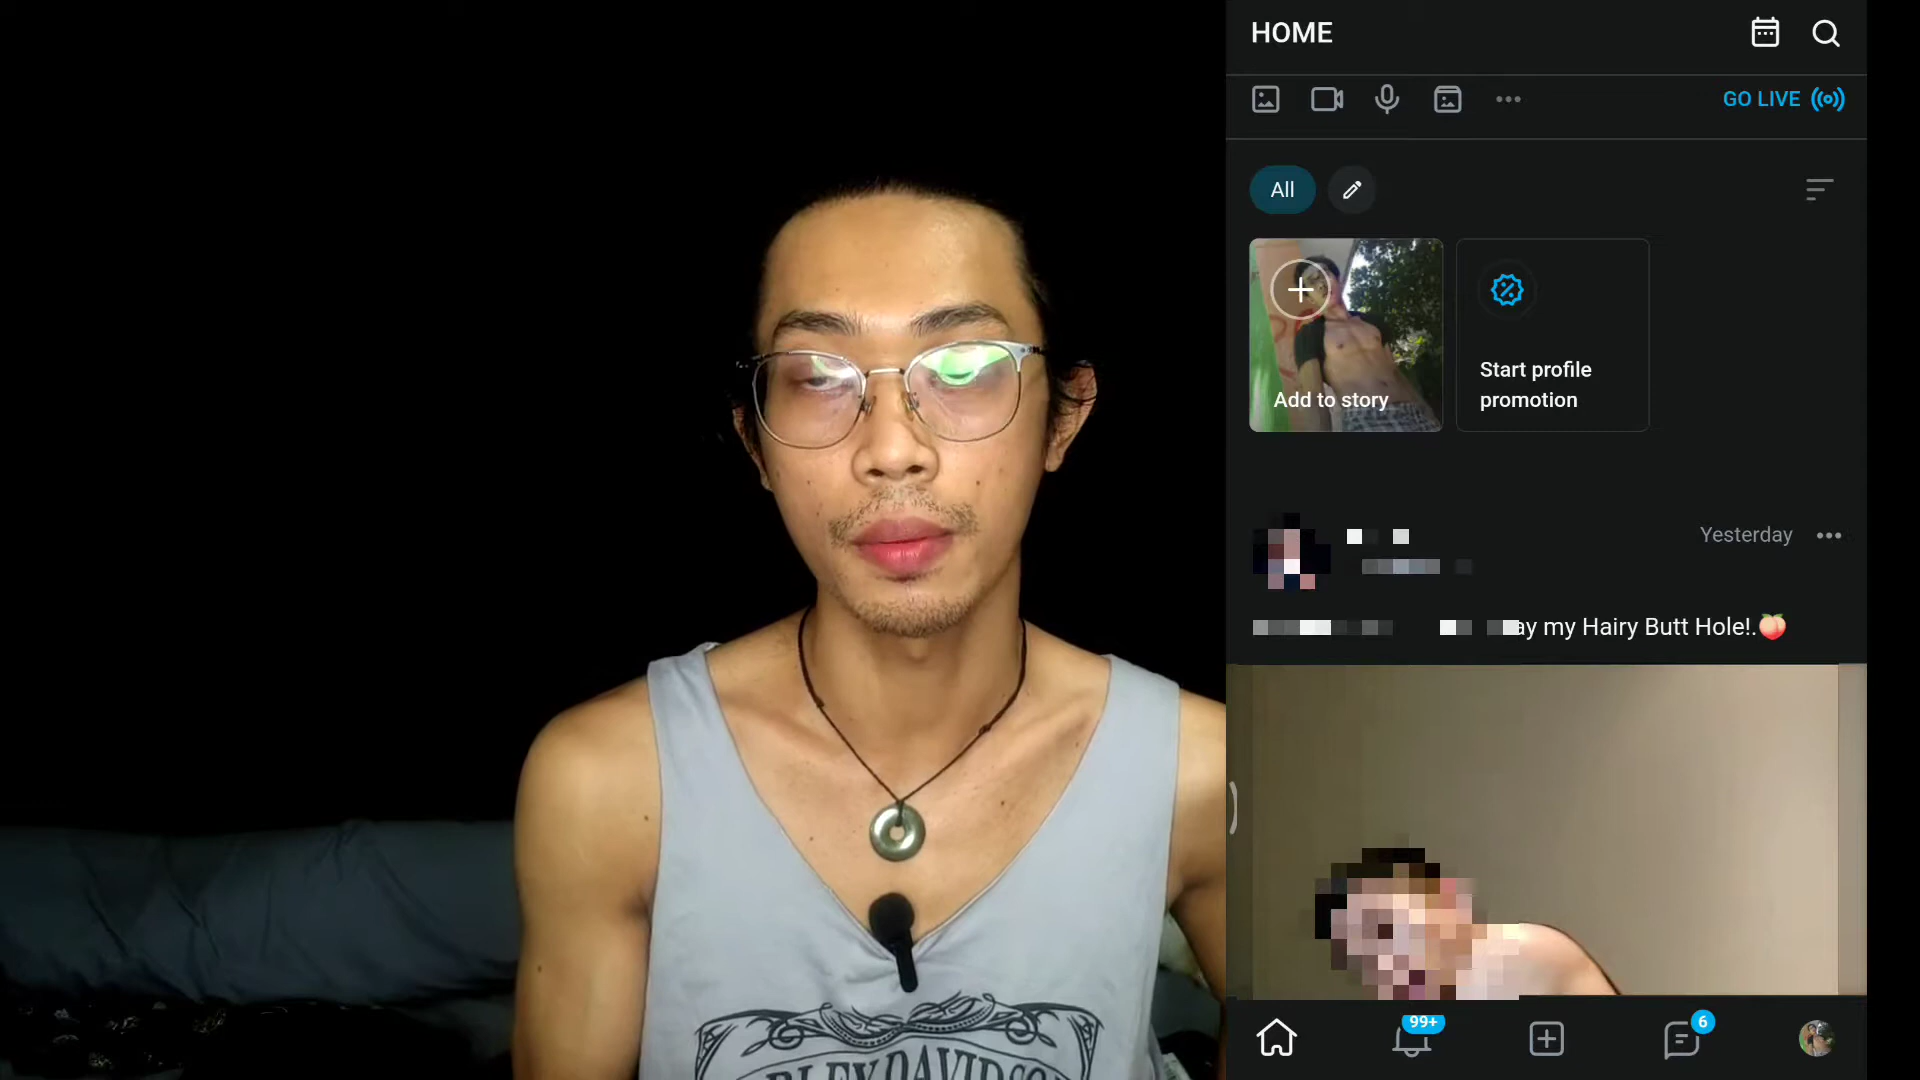 HOME
GO LIVE
All
Add to story
Start profile
promotion
Yesterday
my Hairy Butt Hole!.🍑
99+
6